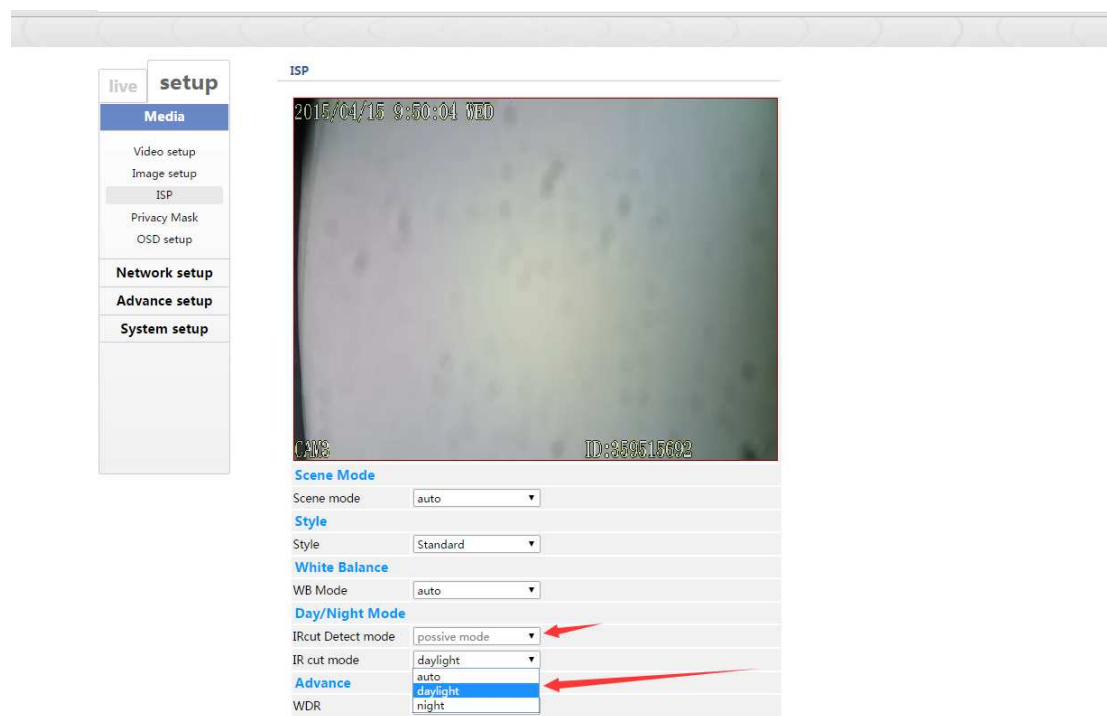 live setup
Media
Video setup
Image setup
ISP
Privacy Mask
OSD setup
Network setup
Advance setup
System setup
ISP
2015/04/15 9:50:04 WED
CAM3 ID:359515692
Scene Mode
Scene mode auto
Style
Style Standard
White Balance
WB Mode auto
Day/Night Mode
IRcut Detect mode possive mode
IR cut mode daylight
auto
Advance daylight
WDR night